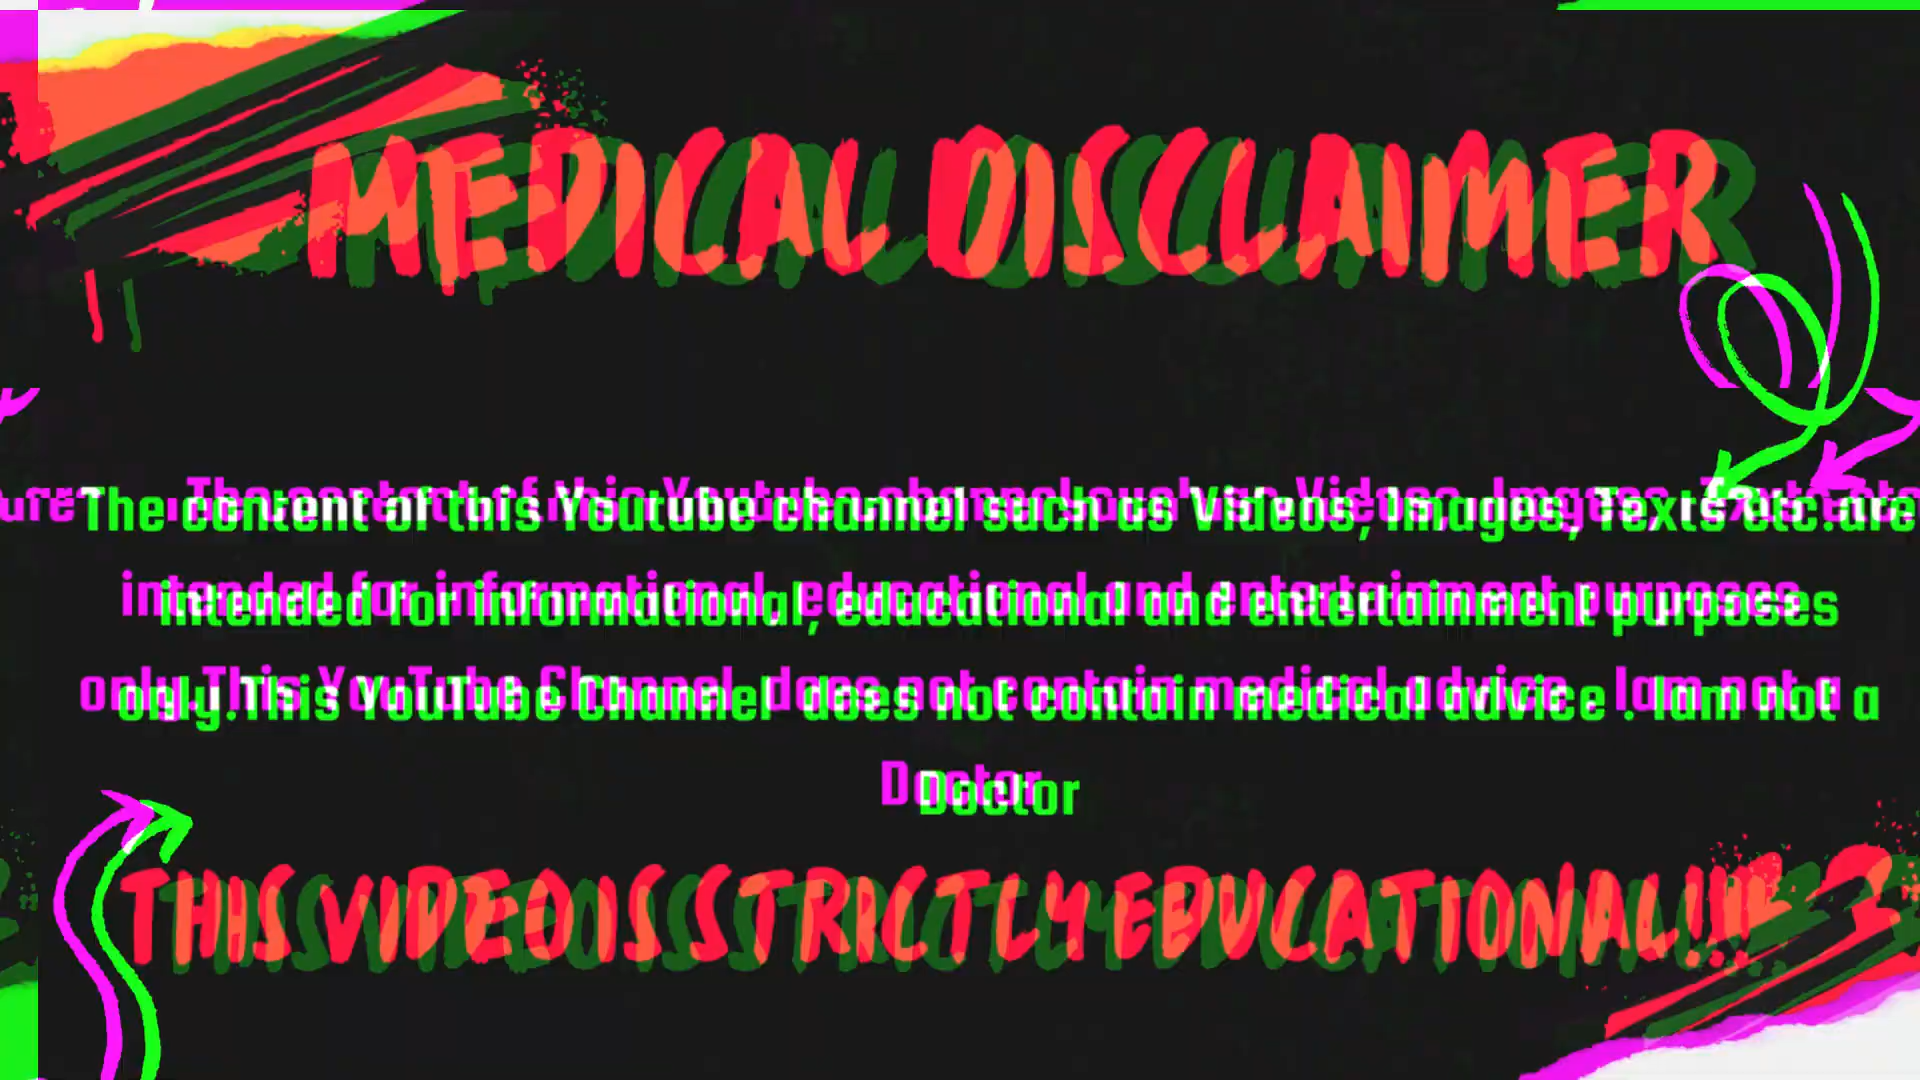 MEDICAL DISCLAIMER
The content of this Youtube channel such as Videos, Images, Texts etc. are
intended for informational, educational and entertainment purposes
only.This YouTube Channel does not contain medical advice . Iam not a
Doctor
THIS VIDEO IS STRICTLY EDUCATIONAL!!!